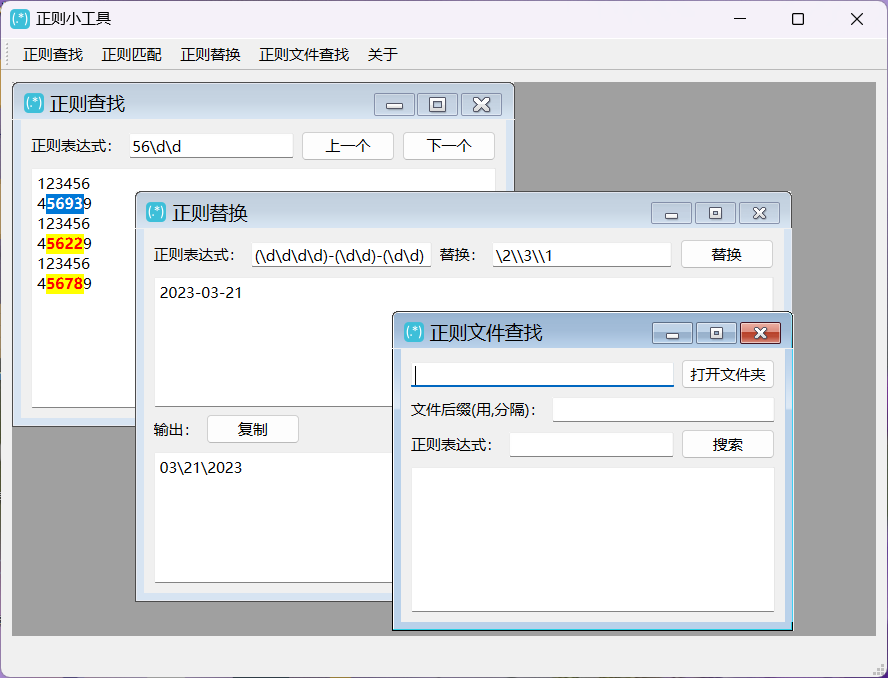 正则小工具
正则查找 正则匹配 正则替换 正则文件查找 关于
正则查找
正则表达式: 56\d\d 上一个 下一个
123456
456939
123456
456229
123456
456789
正则替换
正则表达式: (\d\d\d\d)-(\d\d)-(\d\d) 替换: \2\\3\\1 替换
2023-03-21
输出: 复制
03\21\2023
正则文件查找
打开文件夹
文件后缀(用,分隔):
正则表达式: 搜索